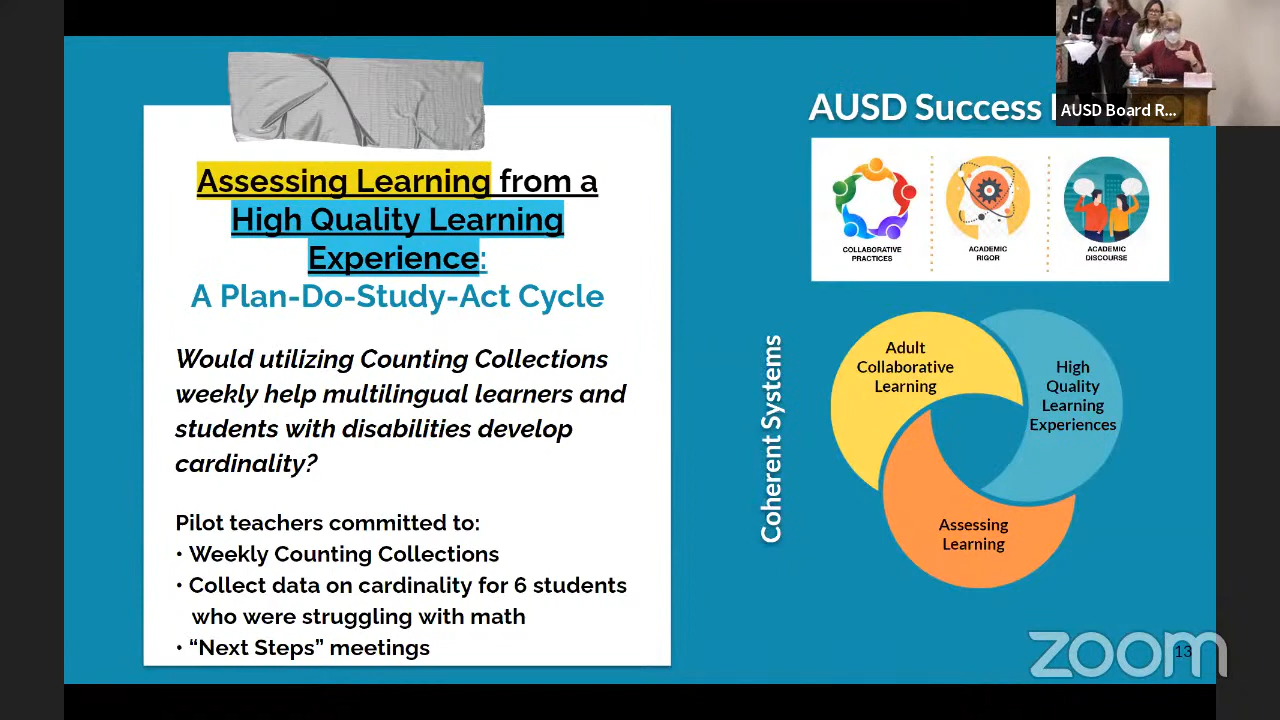 Assessing Learning from a
High Quality Learning
Experience:
A Plan-Do-Study-Act Cycle
Would utilizing Counting Collections
weekly help multilingual learners and
students with disabilities develop
cardinality?
Pilot teachers committed to:
• Weekly Counting Collections
• Collect data on cardinality for 6 students
who were struggling with math
• “Next Steps” meetings
AUSD Success
AUSD Board R...
COLLABORATIVE
PRACTICES
ACADEMIC
RIGOR
ACADEMIC
DISCOURSE
Coherent Systems
Adult
Collaborative
Learning
High
Quality
Learning
Experiences
Assessing
Learning
13
zoom